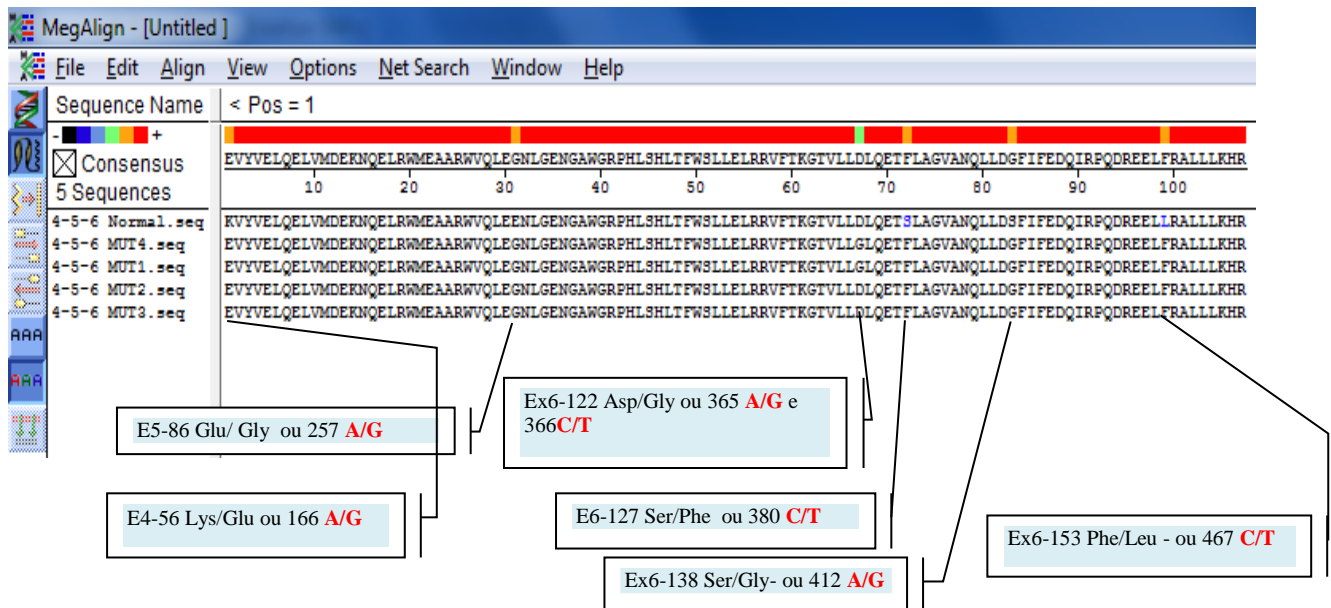 MegAlign - [Untitled ]
File Edit Align View Options Net Search Window Help
Sequence Name < Pos = 1
- +
Consensus EVYVELQELVMDEKNQELRWMEAARWVQLEGNLGENGAWGRPHLSHLTFWSLLELRRVFTKGTVLLDLQETFLAGVANQLLDGFIFEDQIRPQDREELFRALLLKHR
10 20 30 40 50 60 70 80 90 100
5 Sequences
4-5-6 Normal.seq KVYVELQELVMDEKNQELRWMEAARWVQLEENLGENGAWGRPHLSHLTFWSLLELRRVFTKGTVLLDLQETSLAGVANQLLDSFIFEDQIRPQDREELLRALLLKHR
4-5-6 MUT4.seq EVYVELQELVMDEKNQELRWMEAARWVQLEGNLGENGAWGRPHLSHLTFWSLLELRRVFTKGTVLLGLQETFLAGVANQLLDGFIFEDQIRPQDREELFRALLLKHR
4-5-6 MUT1.seq EVYVELQELVMDEKNQELRWMEAARWVQLEGNLGENGAWGRPHLSHLTFWSLLELRRVFTKGTVLLGLQETFLAGVANQLLDGFIFEDQIRPQDREELFRALLLKHR
4-5-6 MUT2.seq EVYVELQELVMDEKNQELRWMEAARWVQLEGNLGENGAWGRPHLSHLTFWSLLELRRVFTKGTVLLDLQETFLAGVANQLLDGFIFEDQIRPQDREELFRALLLKHR
4-5-6 MUT3.seq EVYVELQELVMDEKNQELRWMEAARWVQLEGNLGENGAWGRPHLSHLTFWSLLELRRVFTKGTVLLDLQETFLAGVANQLLDGFIFEDQIRPQDREELFRALLLKHR
AAA
AAA
E5-86 Glu/ Gly ou 257 A/G
Ex6-122 Asp/Gly ou 365 A/G e
366C/T
E4-56 Lys/Glu ou 166 A/G
E6-127 Ser/Phe ou 380 C/T
Ex6-153 Phe/Leu - ou 467 C/T
Ex6-138 Ser/Gly- ou 412 A/G